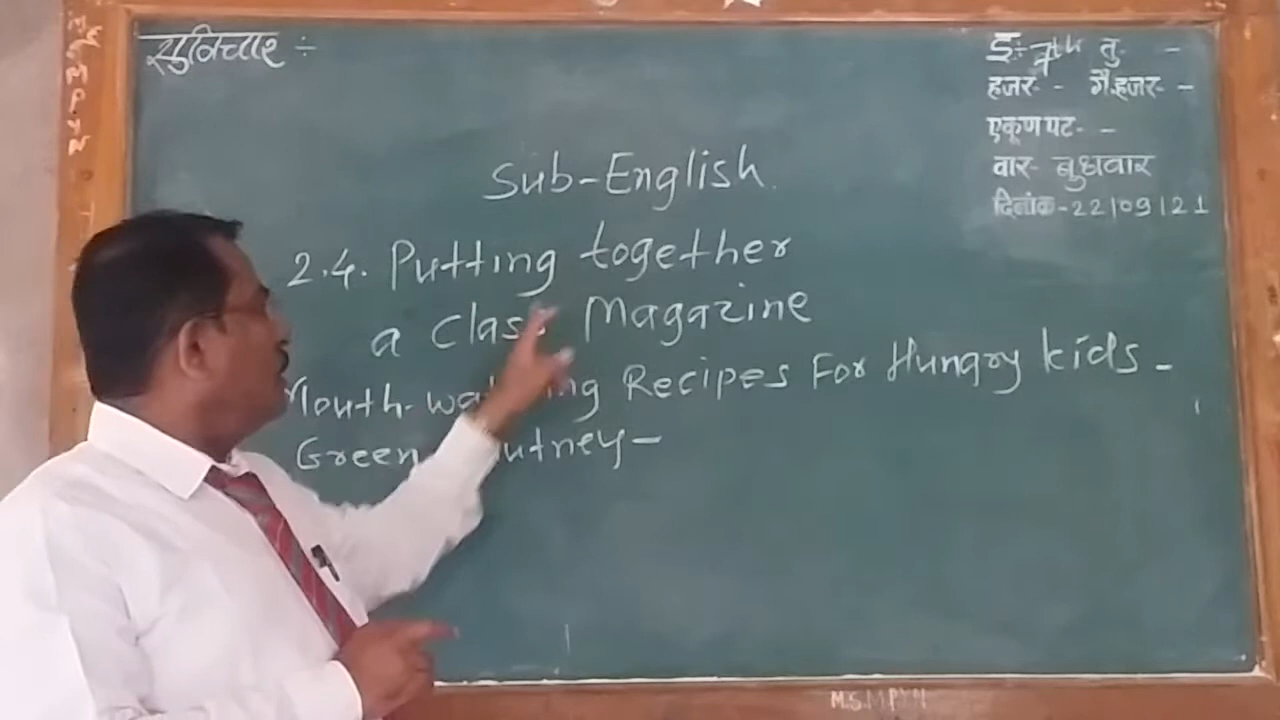 सुविचार ÷
इ ÷ 7th तु. -
हजर- - गैरहजर- -
एकूण पट- -
वार- बुधवार
दिनांक-22/09/21
Sub-English
2.4. Putting together
a Class Magazine
Recipes For Hungry kids -
Green
M.S.M.P.V.H